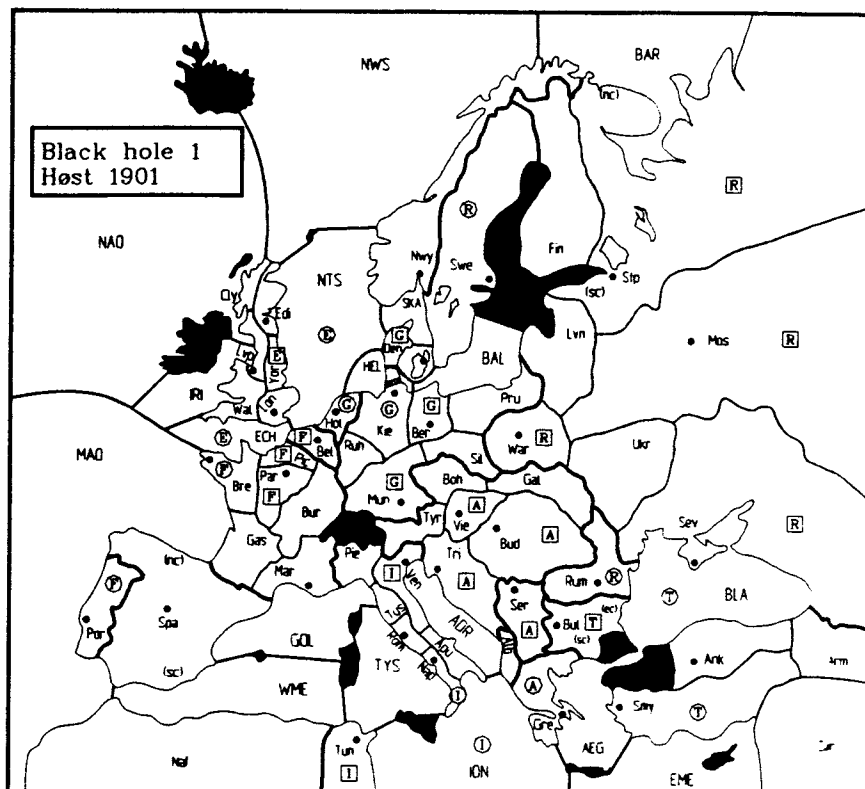 NWS
BAR
(nc)
Black hole 1
Høst 1901
R
R
NAO
Nwy
Swe
Fin
Stp
NTS
(sc)
Cly
Edi
SKA
Lvn
Mos
R
E
G
Den
E
Yor
HEL
BAL
IRI
Wal
Lon
Hol
G
G
G
Pru
Kie
Ber
War
R
Ukr
MAO
E
ECH
F
Bel
Ruh
Sil
F
Pic
F
Bre
Par
F
G
Mun
Boh
Gal
Bur
Tyr
Vie
A
Bud
A
Sev
R
Gas
Pie
Tri
(nc)
Mar
I
Ven
A
Rum
R
T
BLA
F
Ser
Por
Spa
Tus
ADR
A
Bul
T
(ec)
(sc)
GOL
Rom
Apu
Alb
Ank
Arm
(sc)
TYS
Nap
WME
I
A
Gre
Smy
T
Naf
Tun
I
I
ION
AEG
EME